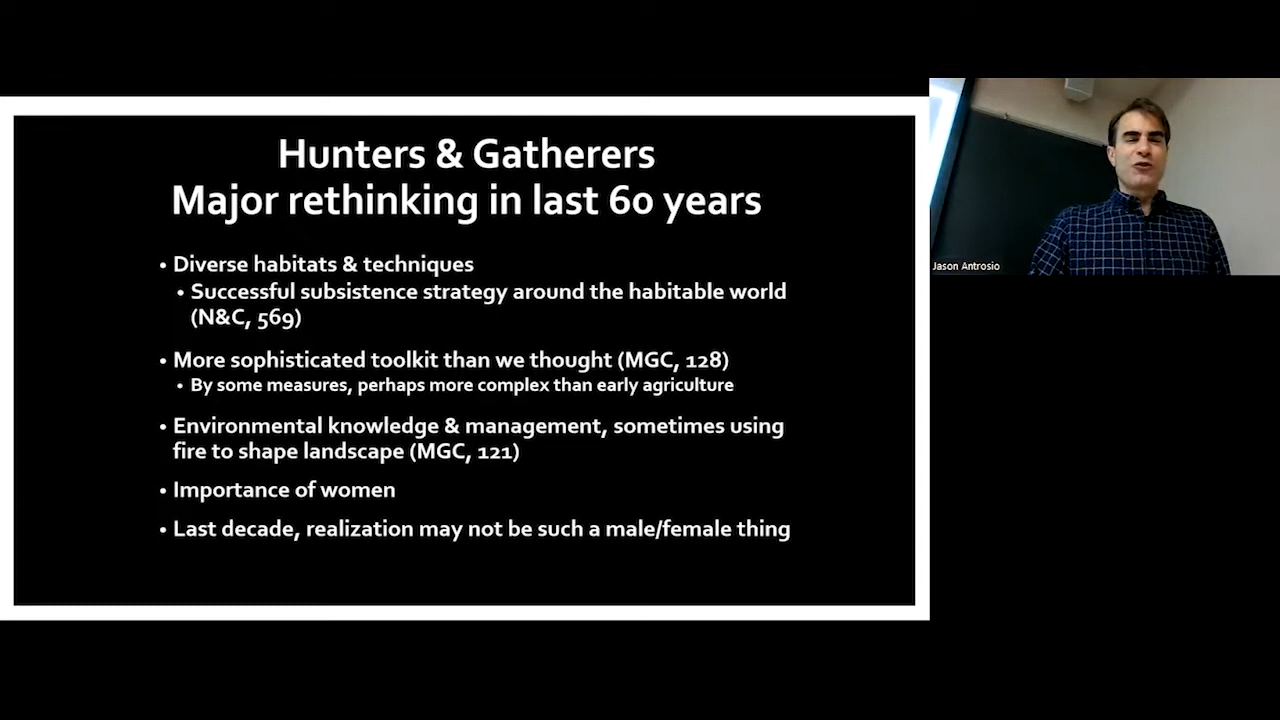 Hunters & Gatherers
Major rethinking in last 60 years
• Diverse habitats & techniques
• Successful subsistence strategy around the habitable world
(N&C, 569)
• More sophisticated toolkit than we thought (MGC, 128)
• By some measures, perhaps more complex than early agriculture
• Environmental knowledge & management, sometimes using
fire to shape landscape (MGC, 121)
• Importance of women
• Last decade, realization may not be such a male/female thing
Jason Antrosio